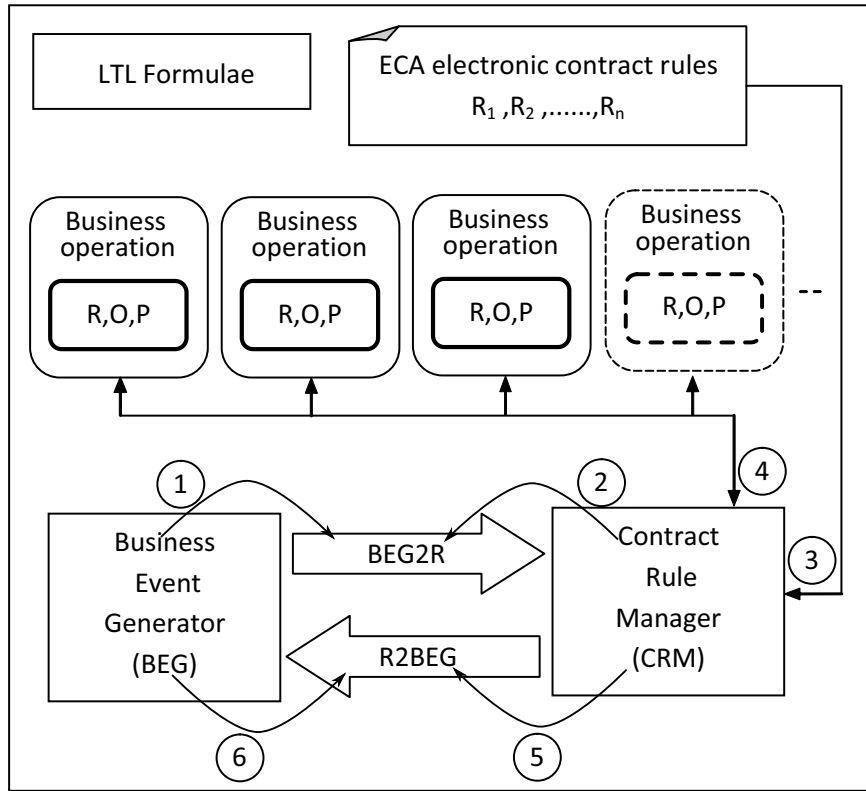 LTL Formulae
ECA electronic contract rules
R1 ,R2 ,......,Rn
Business
operation
R,O,P
Business
operation
R,O,P
Business
operation
R,O,P
Business
operation
R,O,P
--
1
2
4
3
Business
Event
Generator
(BEG)
BEG2R
R2BEG
Contract
Rule
Manager
(CRM)
6
5